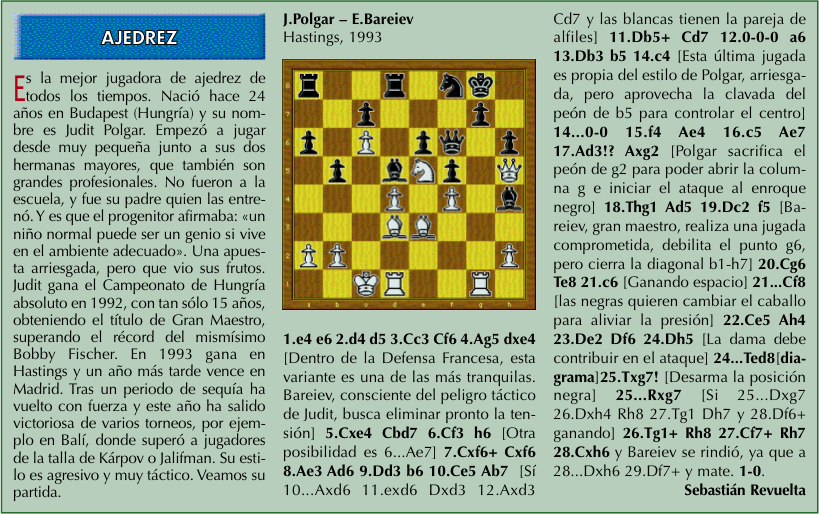 AJEDREZ
Es la mejor jugadora de ajedrez de
todos los tiempos. Nació hace 24
años en Budapest (Hungría) y su nom-
bre es Judit Polgar. Empezó a jugar
desde muy pequeña junto a sus dos
hermanas mayores, que también son
grandes profesionales. No fueron a la
escuela, y fue su padre quien las entre-
nó. Y es que el progenitor afirmaba: «un
niño normal puede ser un genio si vive
en el ambiente adecuado». Una apues-
ta arriesgada, pero que vio sus frutos.
Judit gana el Campeonato de Hungría
absoluto en 1992, con tan sólo 15 años,
obteniendo el título de Gran Maestro,
superando el récord del mismísimo
Bobby Fischer. En 1993 gana en
Hastings y un año más tarde vence en
Madrid. Tras un periodo de sequía ha
vuelto con fuerza y este año ha salido
victoriosa de varios torneos, por ejem-
plo en Balí, donde superó a jugadores
de la talla de Kárpov o Jalifman. Su esti-
lo es agresivo y muy táctico. Veamos su
partida.
J.Polgar – E.Bareiev
Hastings, 1993
8
7
6
5
4
3
2
1
a b c d e f g h
1.e4 e6 2.d4 d5 3.Cc3 Cf6 4.Ag5 dxe4
[Dentro de la Defensa Francesa, esta
variante es una de las más tranquilas.
Bareiev, consciente del peligro táctico
de Judit, busca eliminar pronto la ten-
sión] 5.Cxe4 Cbd7 6.Cf3 h6 [Otra
posibilidad es 6...Ae7] 7.Cxf6+ Cxf6
8.Ae3 Ad6 9.Dd3 b6 10.Ce5 Ab7 [Sí
10...Axd6 11.exd6 Dxd3 12.Axd3
Cd7 y las blancas tienen la pareja de
alfiles] 11.Db5+ Cd7 12.0-0-0 a6
13.Db3 b5 14.c4 [Esta última jugada
es propia del estilo de Polgar, arriesga-
da, pero aprovecha la clavada del
peón de b5 para controlar el centro]
14...0-0 15.f4 Ae4 16.c5 Ae7
17.Ad3!? Axg2 [Polgar sacrifica el
peón de g2 para poder abrir la colum-
na g e iniciar el ataque al enroque
negro] 18.Thg1 Ad5 19.Dc2 f5 [Ba-
reiev, gran maestro, realiza una jugada
comprometida, debilita el punto g6,
pero cierra la diagonal b1-h7] 20.Cg6
Te8 21.c6 [Ganando espacio] 21...Cf8
[las negras quieren cambiar el caballo
para aliviar la presión] 22.Ce5 Ah4
23.De2 Df6 24.Dh5 [La dama debe
contribuir en el ataque] 24...Ted8[dia-
grama]25.Txg7! [Desarma la posición
negra] 25...Rxg7 [Si 25...Dxg7
26.Dxh4 Rh8 27.Tg1 Dh7 y 28.Df6+
ganando] 26.Tg1+ Rh8 27.Cf7+ Rh7
28.Cxh6 y Bareiev se rindió, ya que a
28...Dxh6 29.Df7+ y mate. 1-0.
Sebastián Revuelta